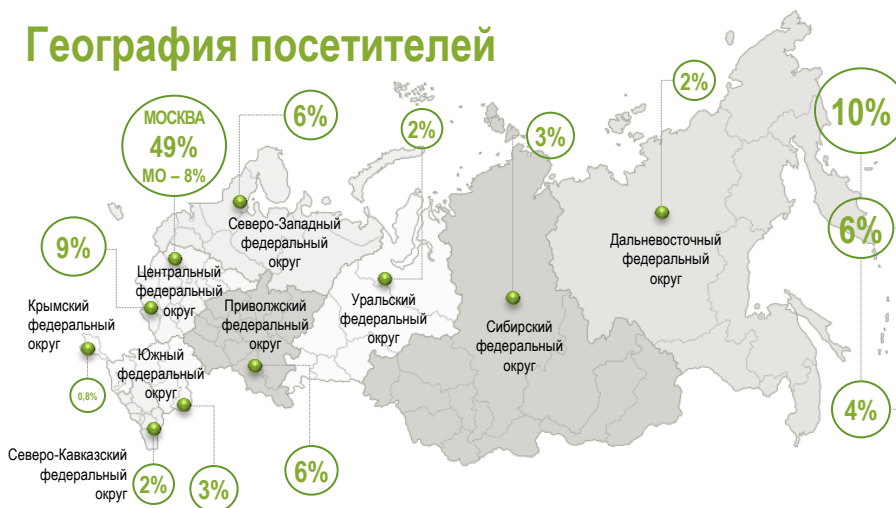 География посетителей
МОСКВА
49%
МО – 8%
6%
2%
3%
2%
10%
9%
6%
4%
Северо-Западный
федеральный
округ
Дальневосточный
федеральный
округ
Центральный
федеральный
округ
Крымский
федеральный
округ
Приволжский
федеральный
округ
Уральский
федеральный
округ
Сибирский
федеральный
округ
Южный
федеральный
округ
0,8%
Северо-Кавказский
федеральный
округ
2%
3%
6%